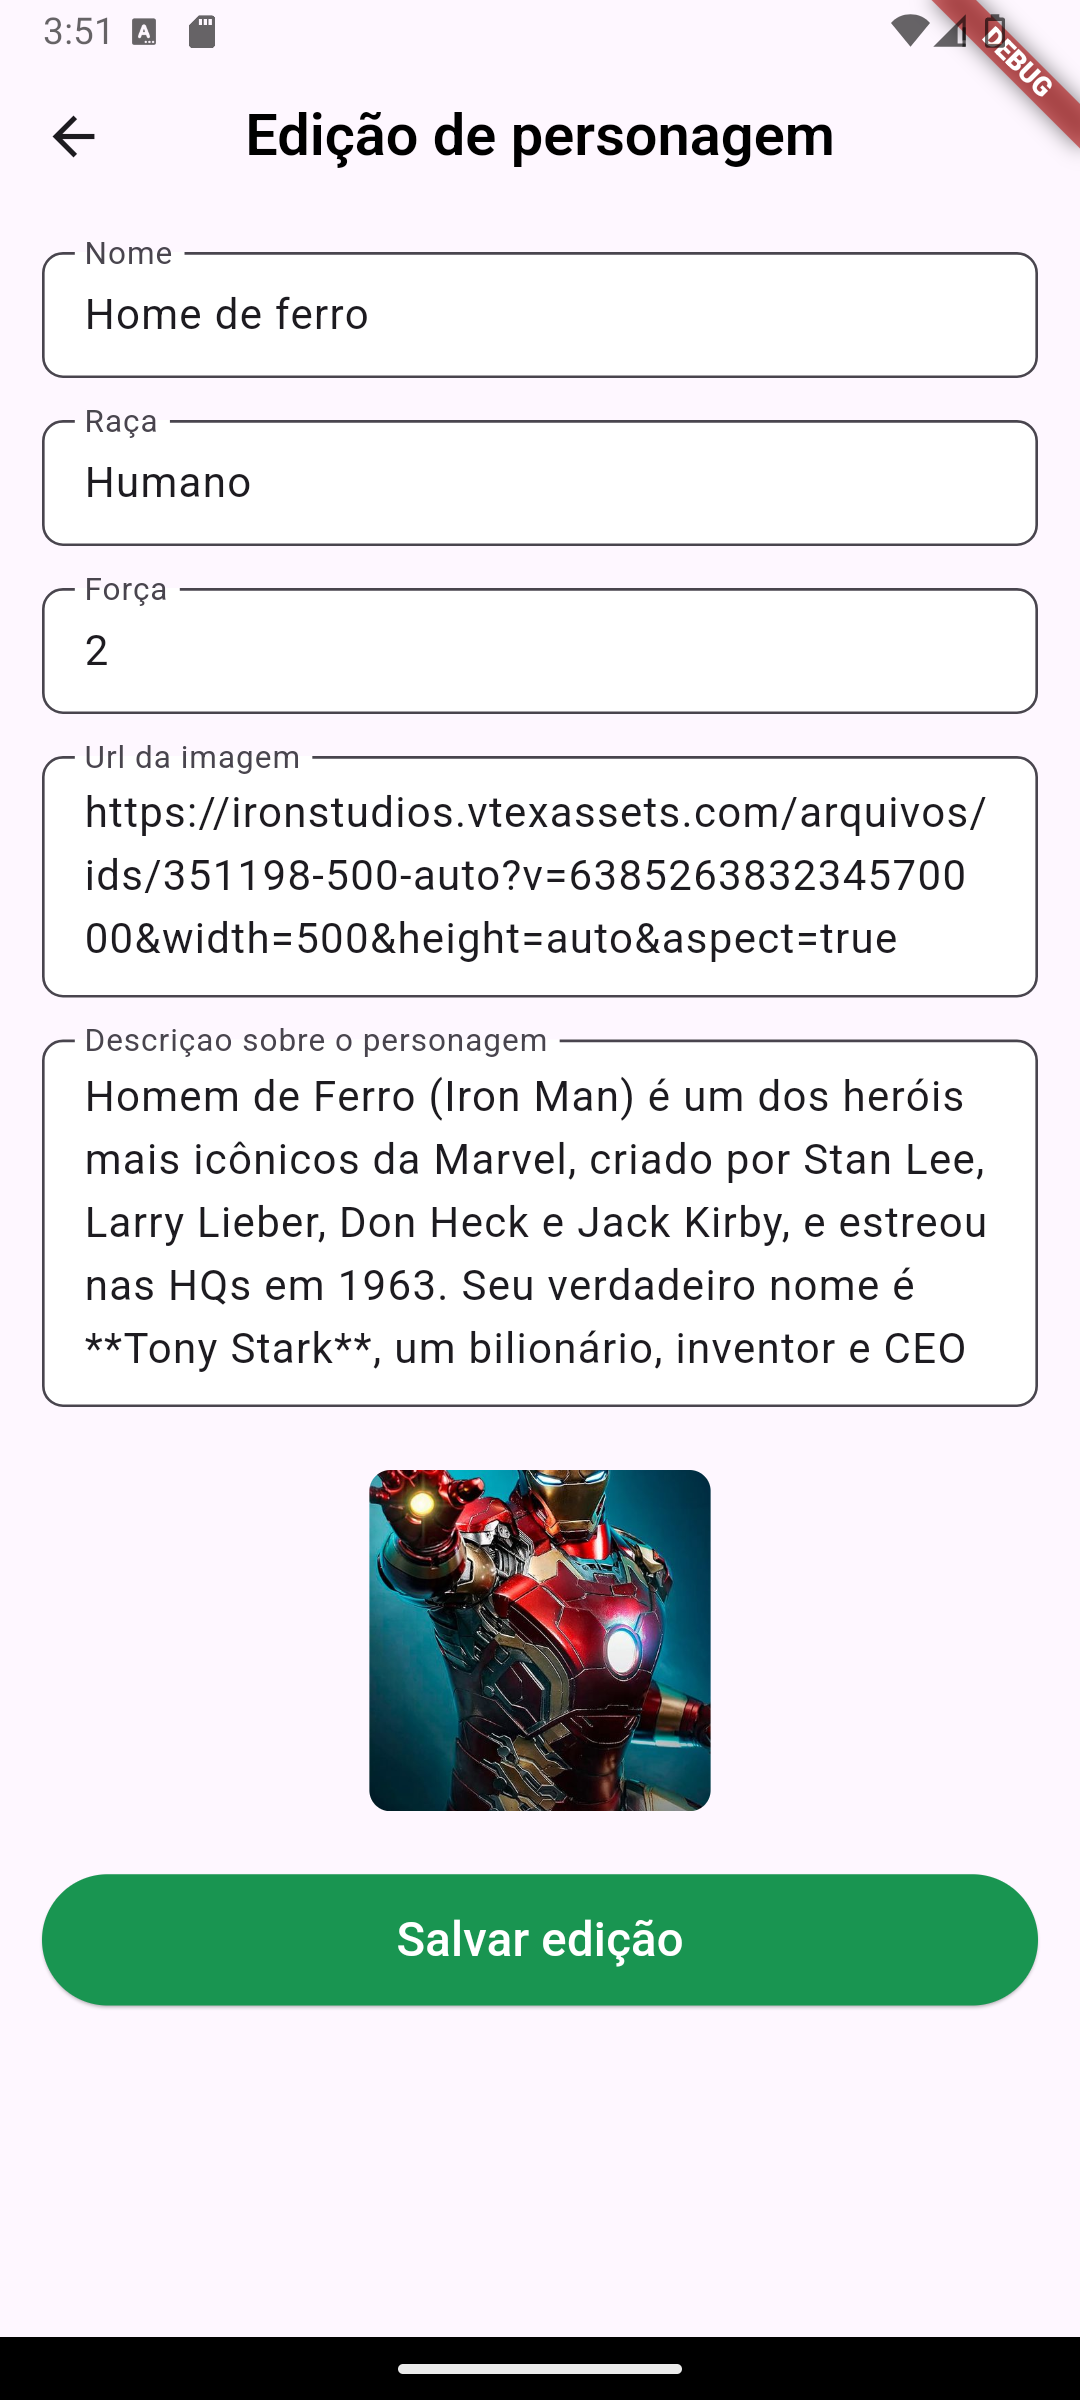 3:51
DEBUG
Edição de personagem
Nome
Home de ferro
Raça
Humano
Força
2
Url da imagem
https://ironstudios.vtexassets.com/arquivos/
ids/351198-500-auto?v=6385263832345700
00&width=500&height=auto&aspect=true
Descriçao sobre o personagem
Homem de Ferro (Iron Man) é um dos heróis
mais icônicos da Marvel, criado por Stan Lee,
Larry Lieber, Don Heck e Jack Kirby, e estreou
nas HQs em 1963. Seu verdadeiro nome é
**Tony Stark**, um bilionário, inventor e CEO
Salvar edição